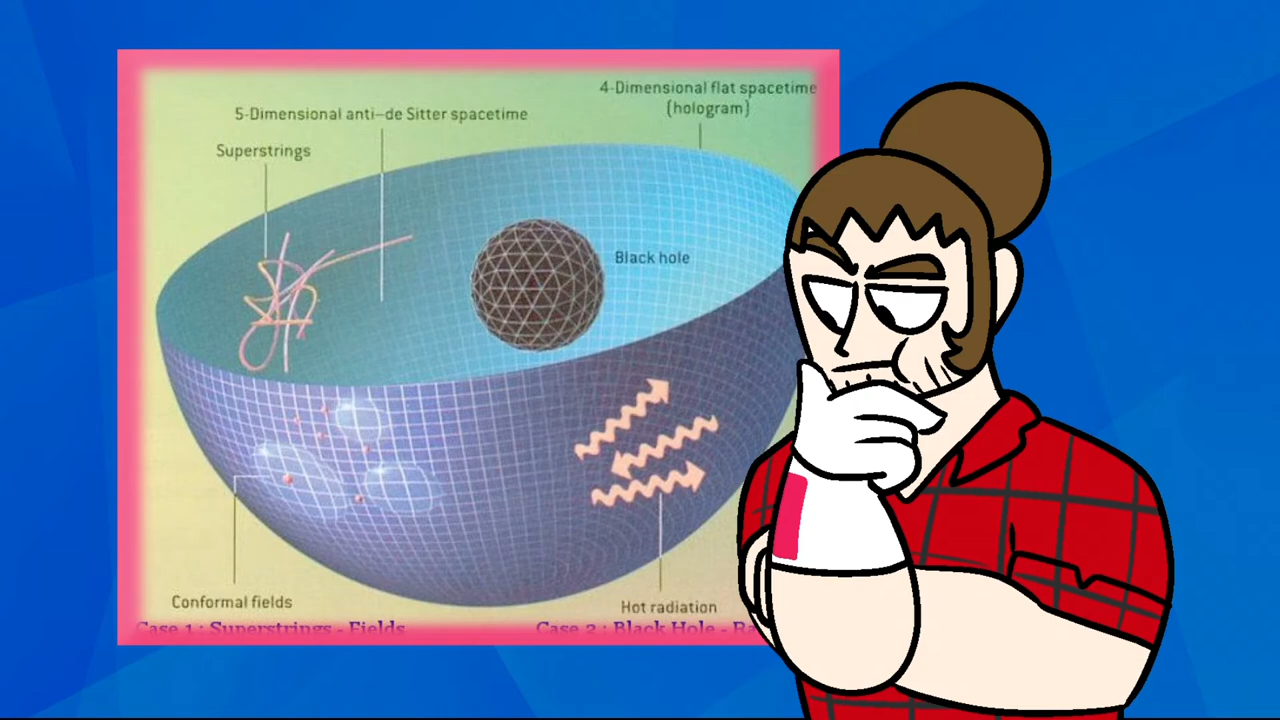 4-Dimensional flat spacetime
(hologram)
5-Dimensional anti-de Sitter spacetime
Superstrings
Black hole
Conformal fields
Hot radiation
Case 1 : Superstrings - Fields
Case 2 : Black Hole -